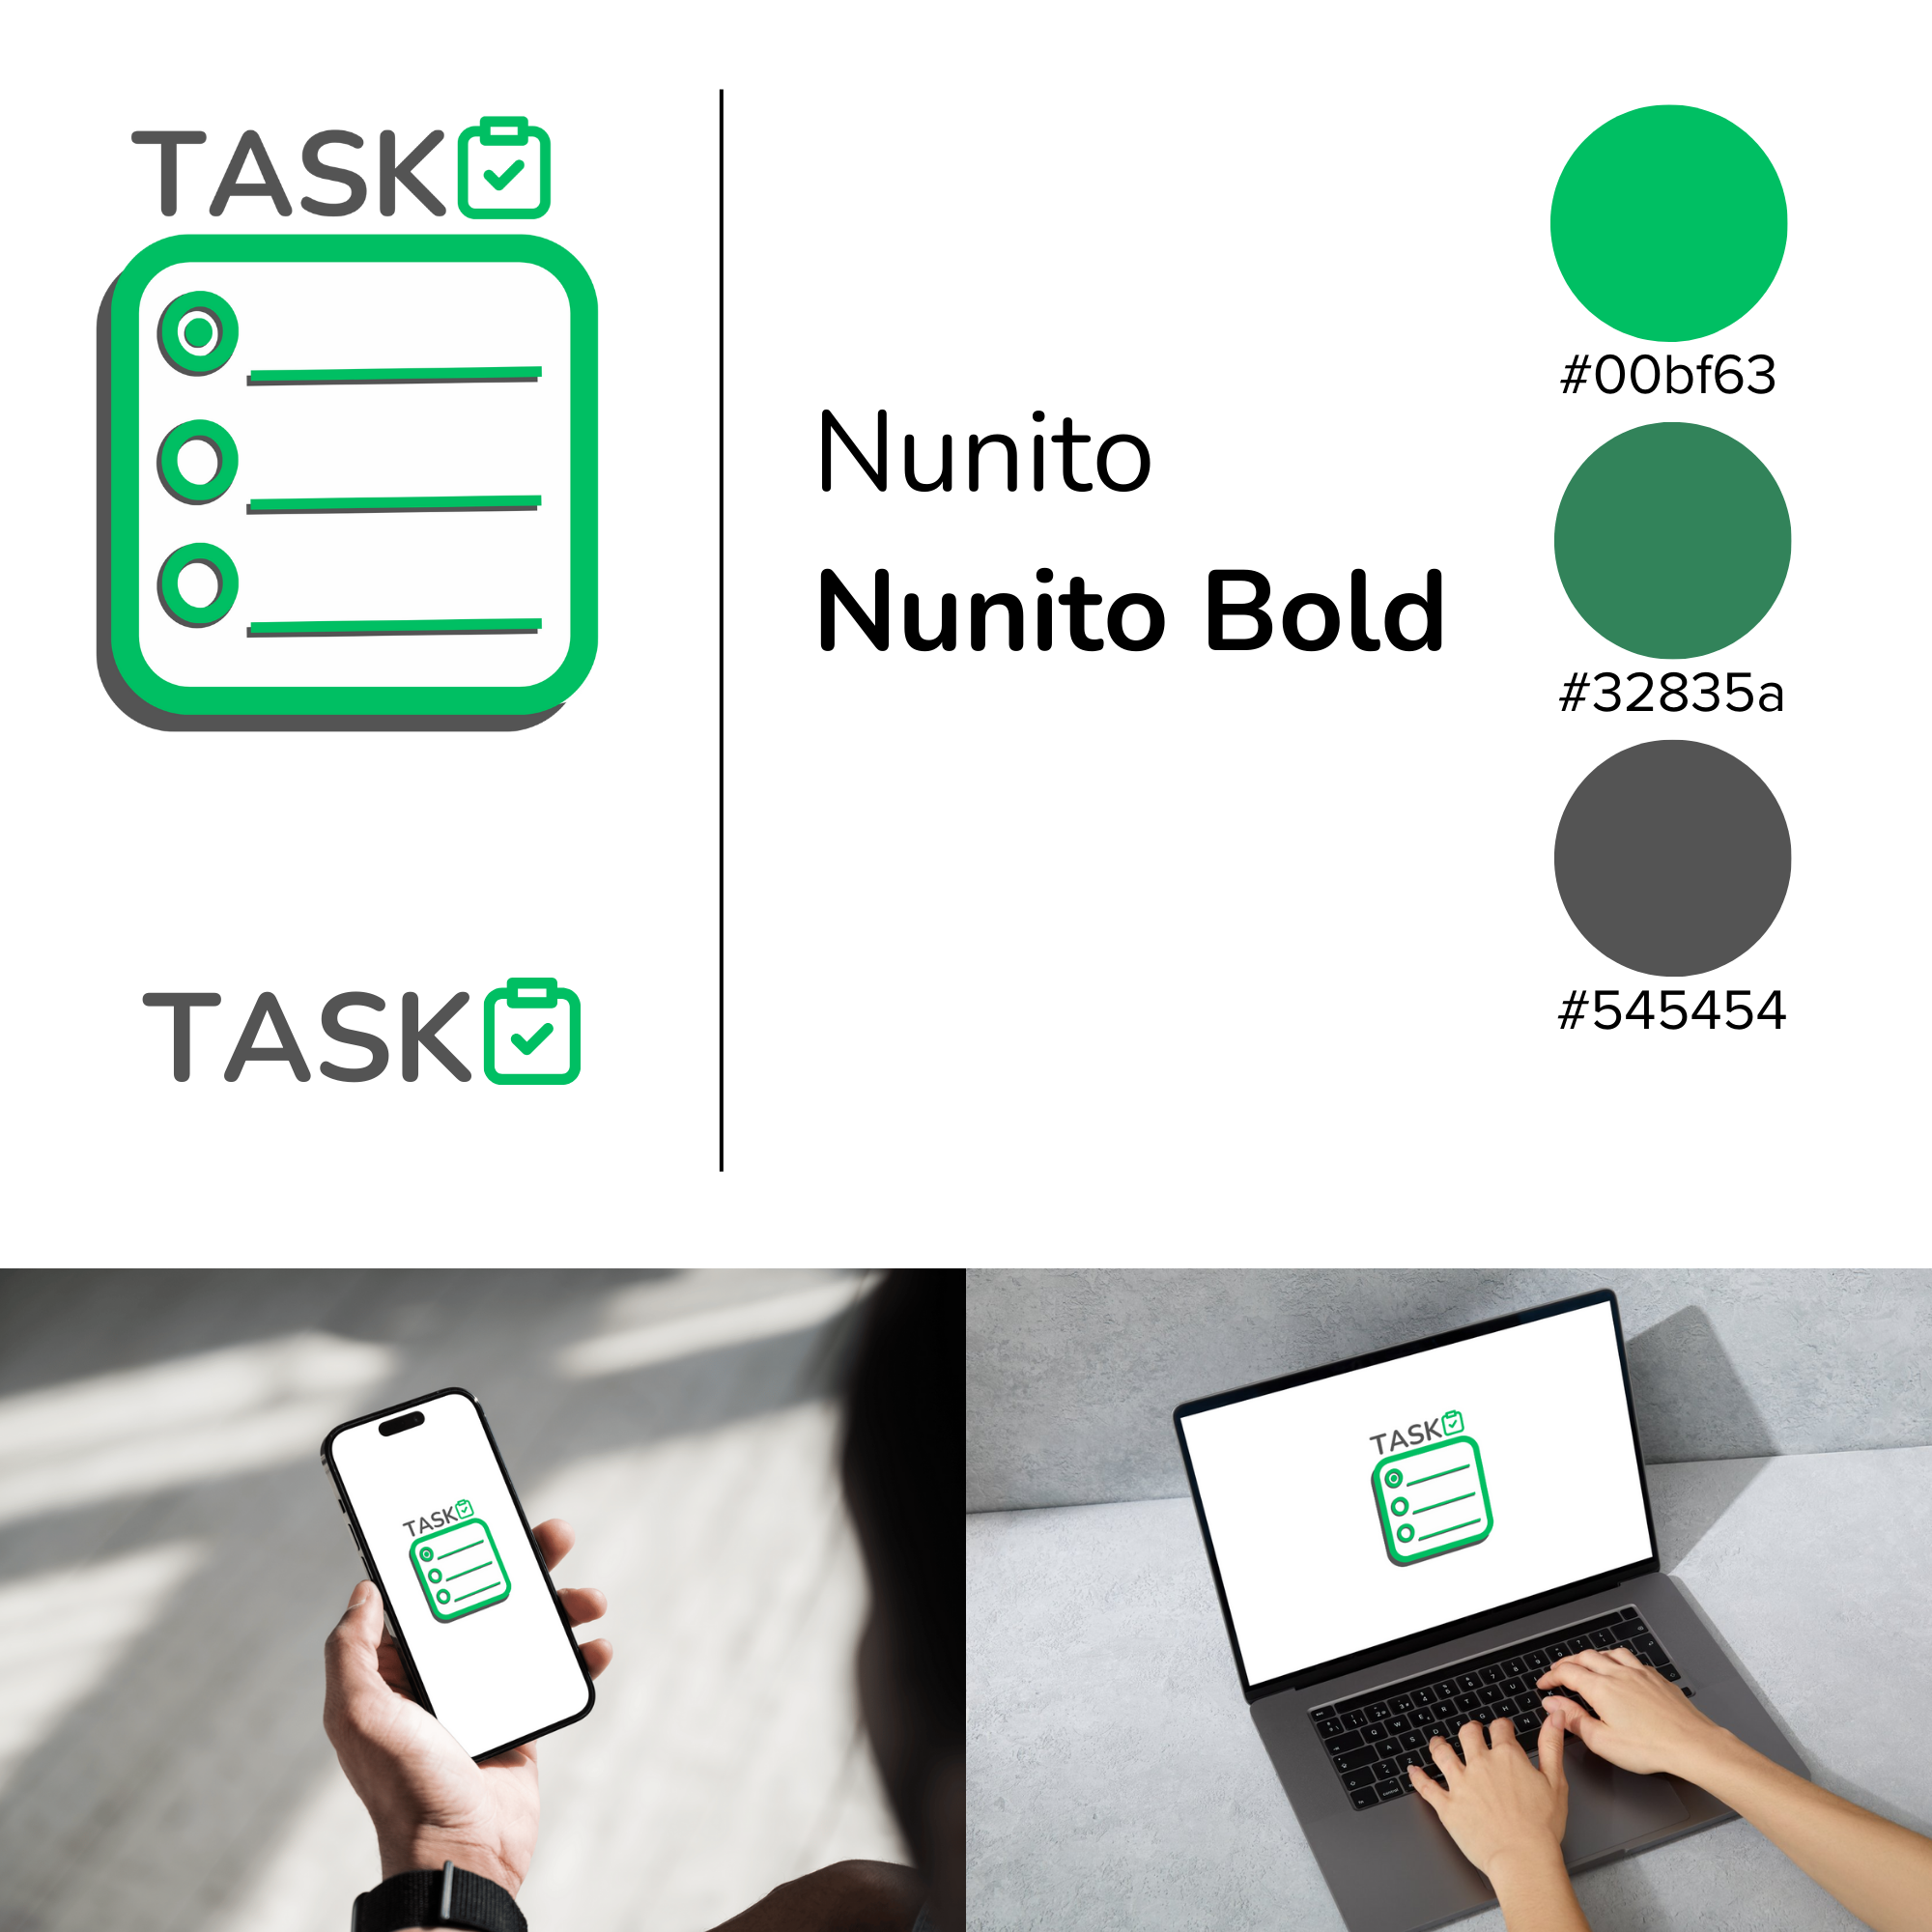 TASK
TASK
Nunito
Nunito Bold
#00bf63
#32835a
#545454
TASK
TASK